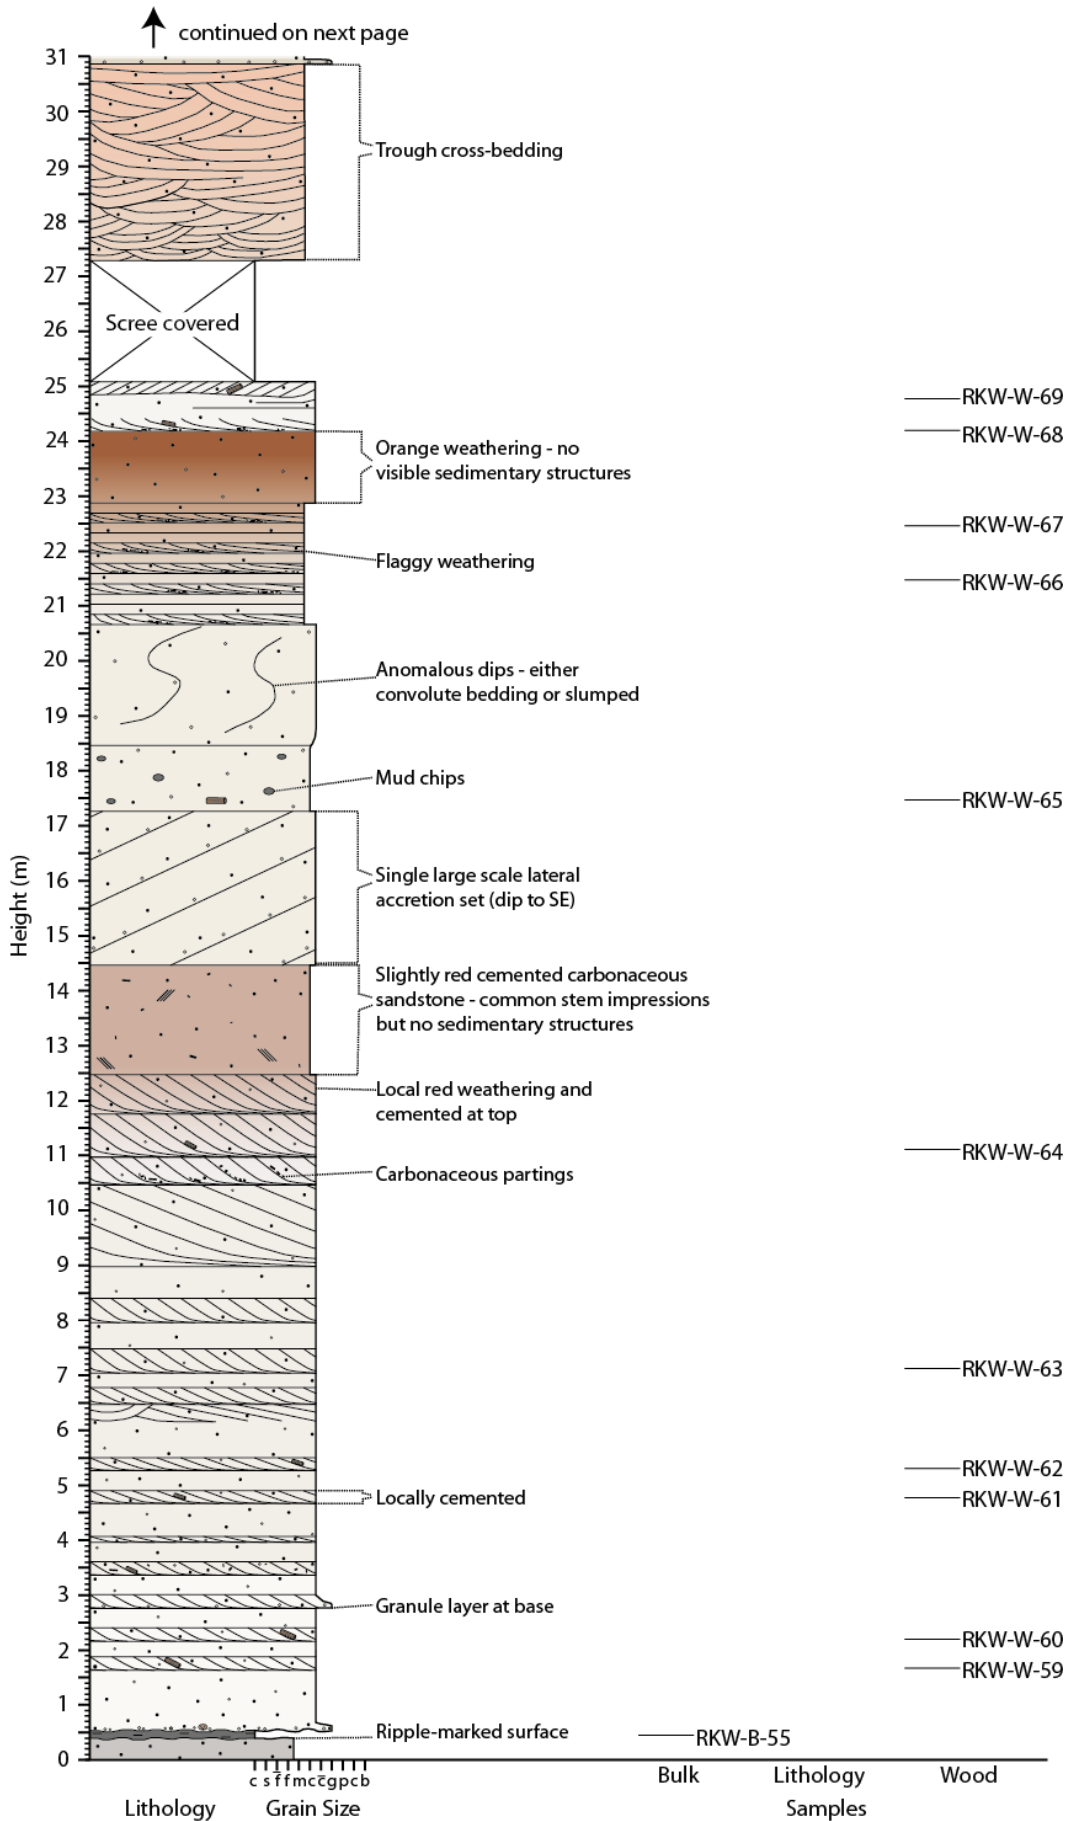 continued on next page
31
30
Trough cross-bedding
29
28
27
Scree covered
26
25
RKW-W-69
24
RKW-W-68
Orange weathering - no
visible sedimentary structures
23
RKW-W-67
22
Flaggy weathering
RKW-W-66
21
20
Anomalous dips - either
convolute bedding or slumped
19
18
Mud chips
RKW-W-65
17
16
Single large scale lateral
accretion set (dip to SE)
15
Height (m)
14
Slightly red cemented carbonaceous
sandstone - common stem impressions
but no sedimentary structures
13
12
Local red weathering and
cemented at top
11
RKW-W-64
Carbonaceous partings
10
9
8
7
RKW-W-63
6
RKW-W-62
5
Locally cemented
RKW-W-61
4
3
Granule layer at base
RKW-W-60
2
RKW-W-59
1
Ripple-marked surface
RKW-B-55
0
c s f̅ f m c c̅ g p c b
Bulk Lithology Wood
Lithology Grain Size Samples